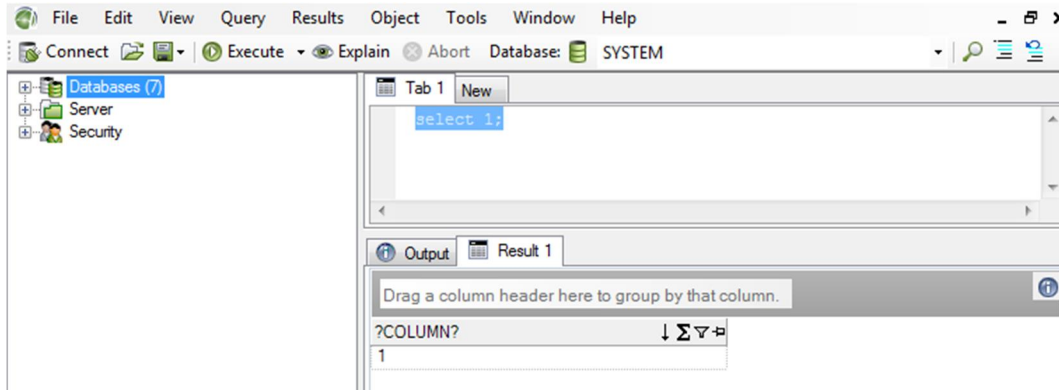 File Edit View Query Results Object Tools Window Help
Connect Execute Explain Abort Database: SYSTEM
Databases (7)
Server
Security
Tab 1 New
select 1;
Output Result 1
Drag a column header here to group by that column.
?COLUMN?
1